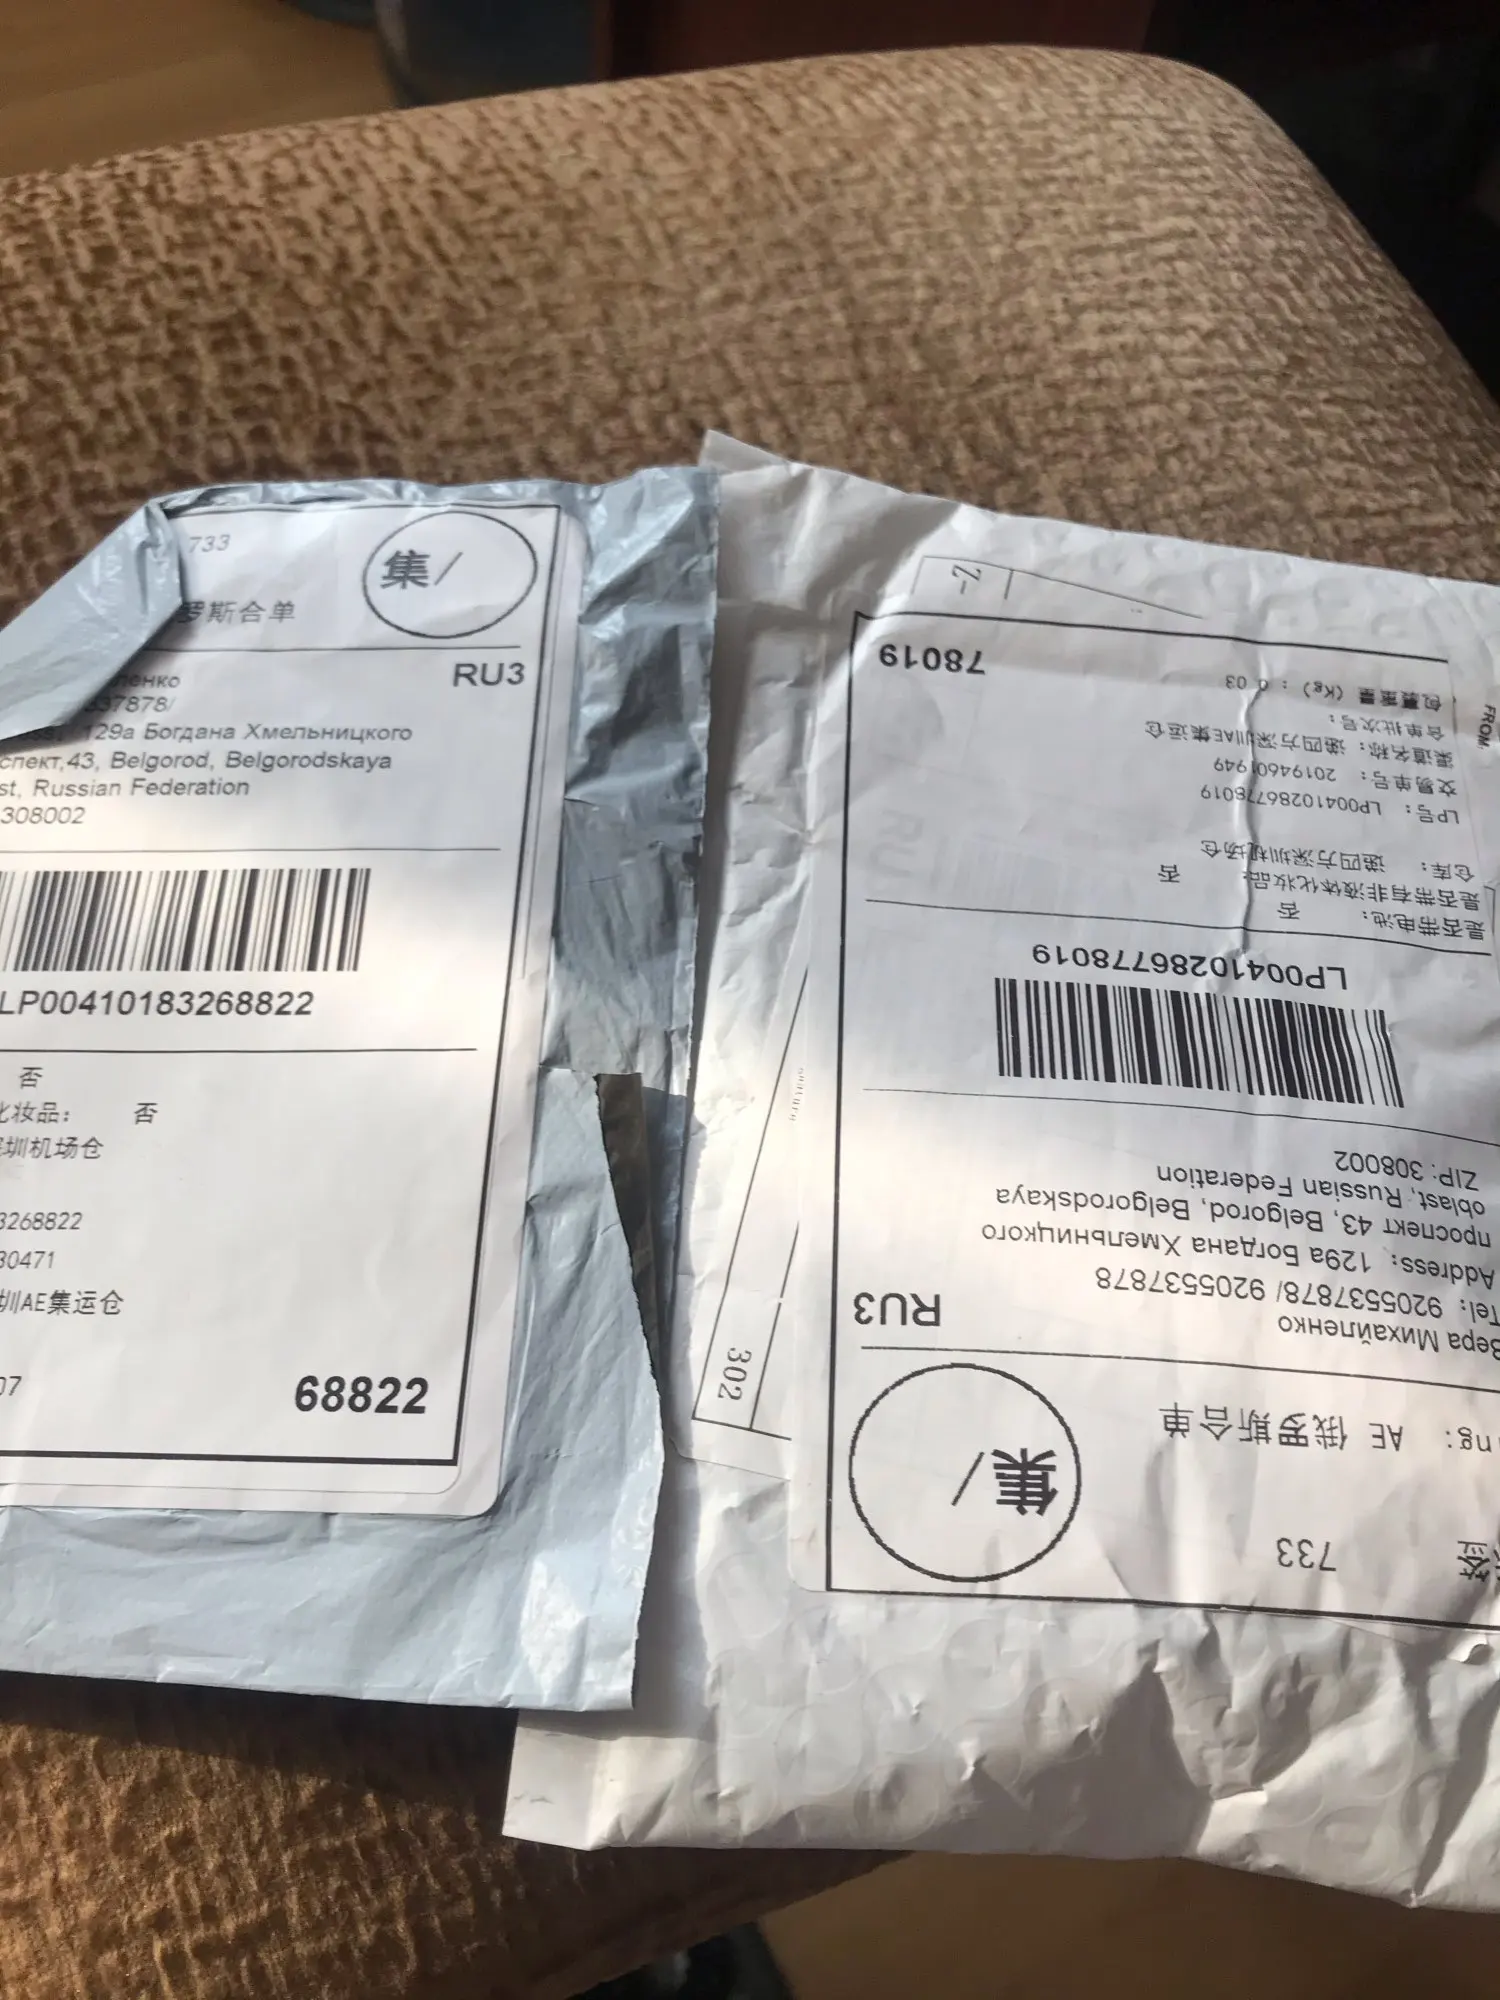 733
集/
罗斯合单
ленко
RU3
37878/
129а Богдана Хмельницкого
спект,43, Belgorod, Belgorodskaya
st, Russian Federation
308002
LP00410183268822
否
化妆品： 否
圳机场仓
3268822
30471
圳AE集运仓
07
68822
签 733
集/
ng: AE 俄罗斯合单
RU3
Вера Михайленко
Tel: 9205537878/ 9205537878
Address: 129а Богдана Хмельницкого
проспект 43, Belgorod, Belgorodskaya
oblast, Russian Federation
ZIP: 308002
LP00410286778019
是否带电池： 否
是否带有非液体化妆品： 否
仓库： 递四方深圳机场仓
LP号： LP00410286778019
交易单号： 20194601949
渠道名称： 递四方深圳AE集运仓
合单批次号：
包裹重量（Kg）：0.03
78019
FROM:
302